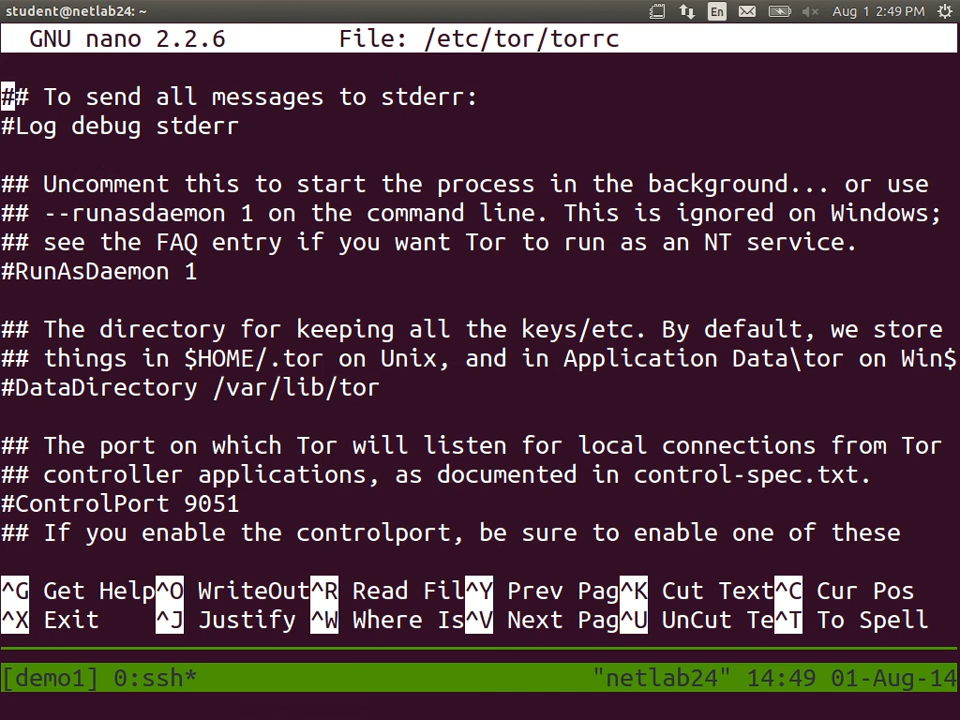 student@netlab24: ~
En
Aug 1 2:49 PM
GNU nano 2.2.6 File: /etc/tor/torrc
## To send all messages to stderr:
#Log debug stderr
## Uncomment this to start the process in the background... or use
## --runasdaemon 1 on the command line. This is ignored on Windows;
## see the FAQ entry if you want Tor to run as an NT service.
#RunAsDaemon 1
## The directory for keeping all the keys/etc. By default, we store
## things in $HOME/.tor on Unix, and in Application Data\tor on Win$
#DataDirectory /var/lib/tor
## The port on which Tor will listen for local connections from Tor
## controller applications, as documented in control-spec.txt.
#ControlPort 9051
## If you enable the controlport, be sure to enable one of these
^G Get Help^O WriteOut^R Read Fil^Y Prev Pag^K Cut Text^C Cur Pos
^X Exit ^J Justify ^W Where Is^V Next Pag^U UnCut Te^T To Spell
[demo1] 0:ssh* "netlab24" 14:49 01-Aug-14